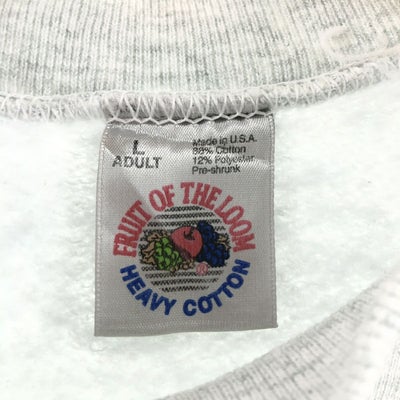 L
ADULT
Made in U.S.A.
88% Cotton
12% Polyester
Pre-shrunk
FRUIT OF THE LOOM
HEAVY COTTON
®